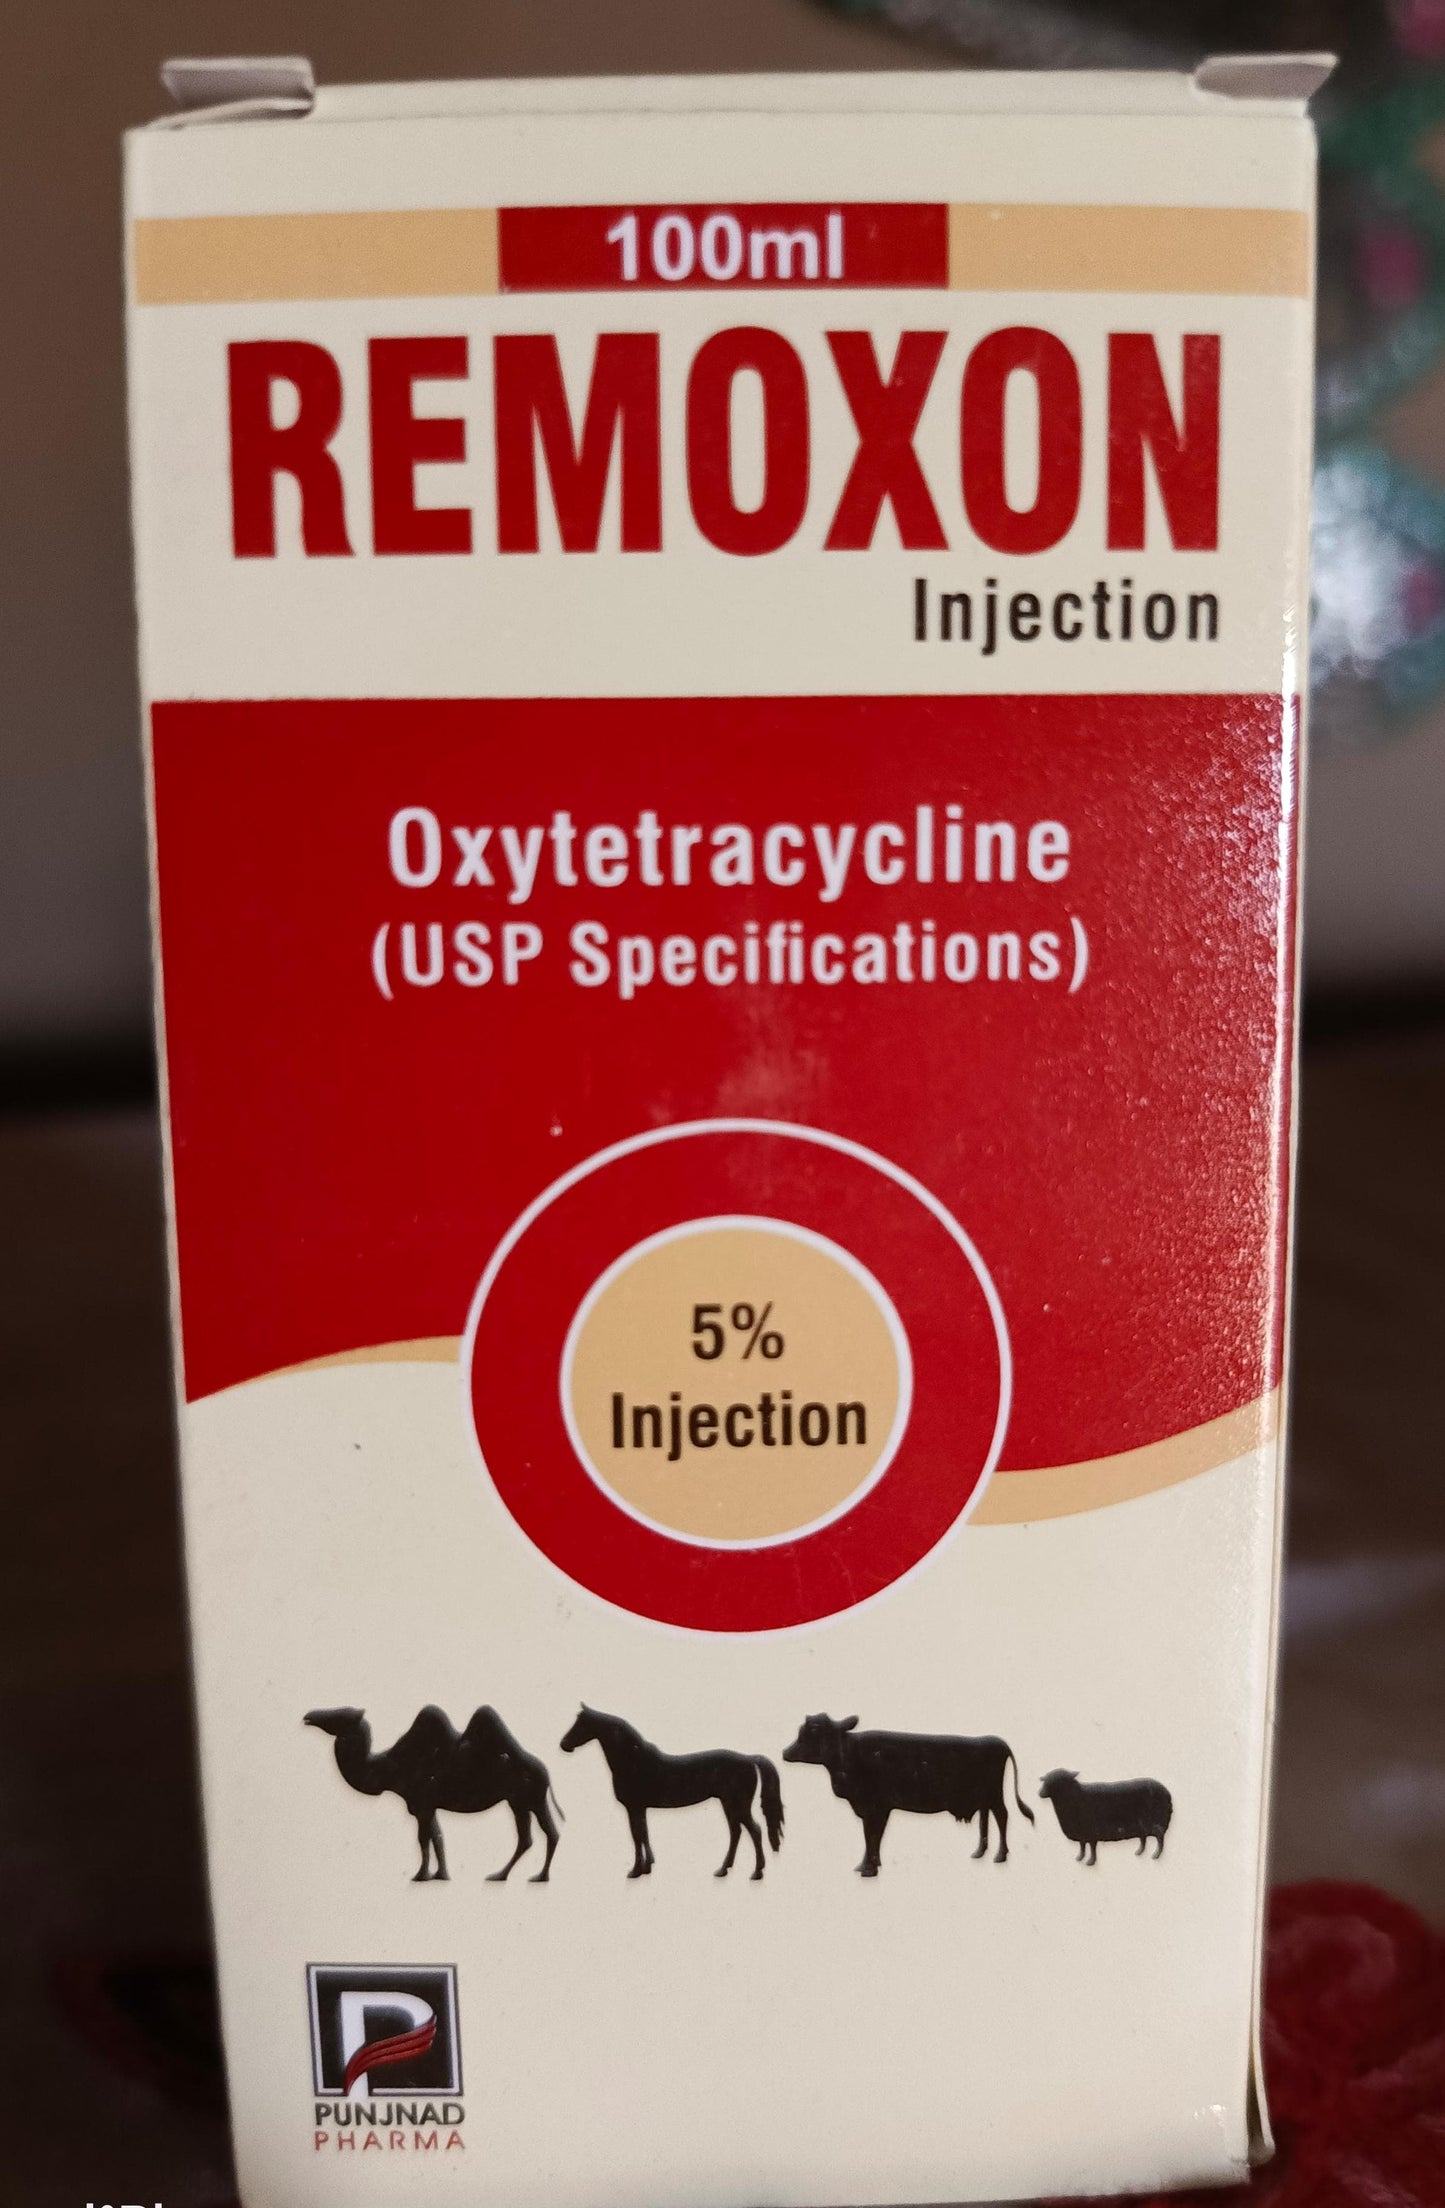 100ml
REMOXON
Injection
Oxytetracycline
(USP Specifications)
5%
Injection
PUNJNAD
PHARMA